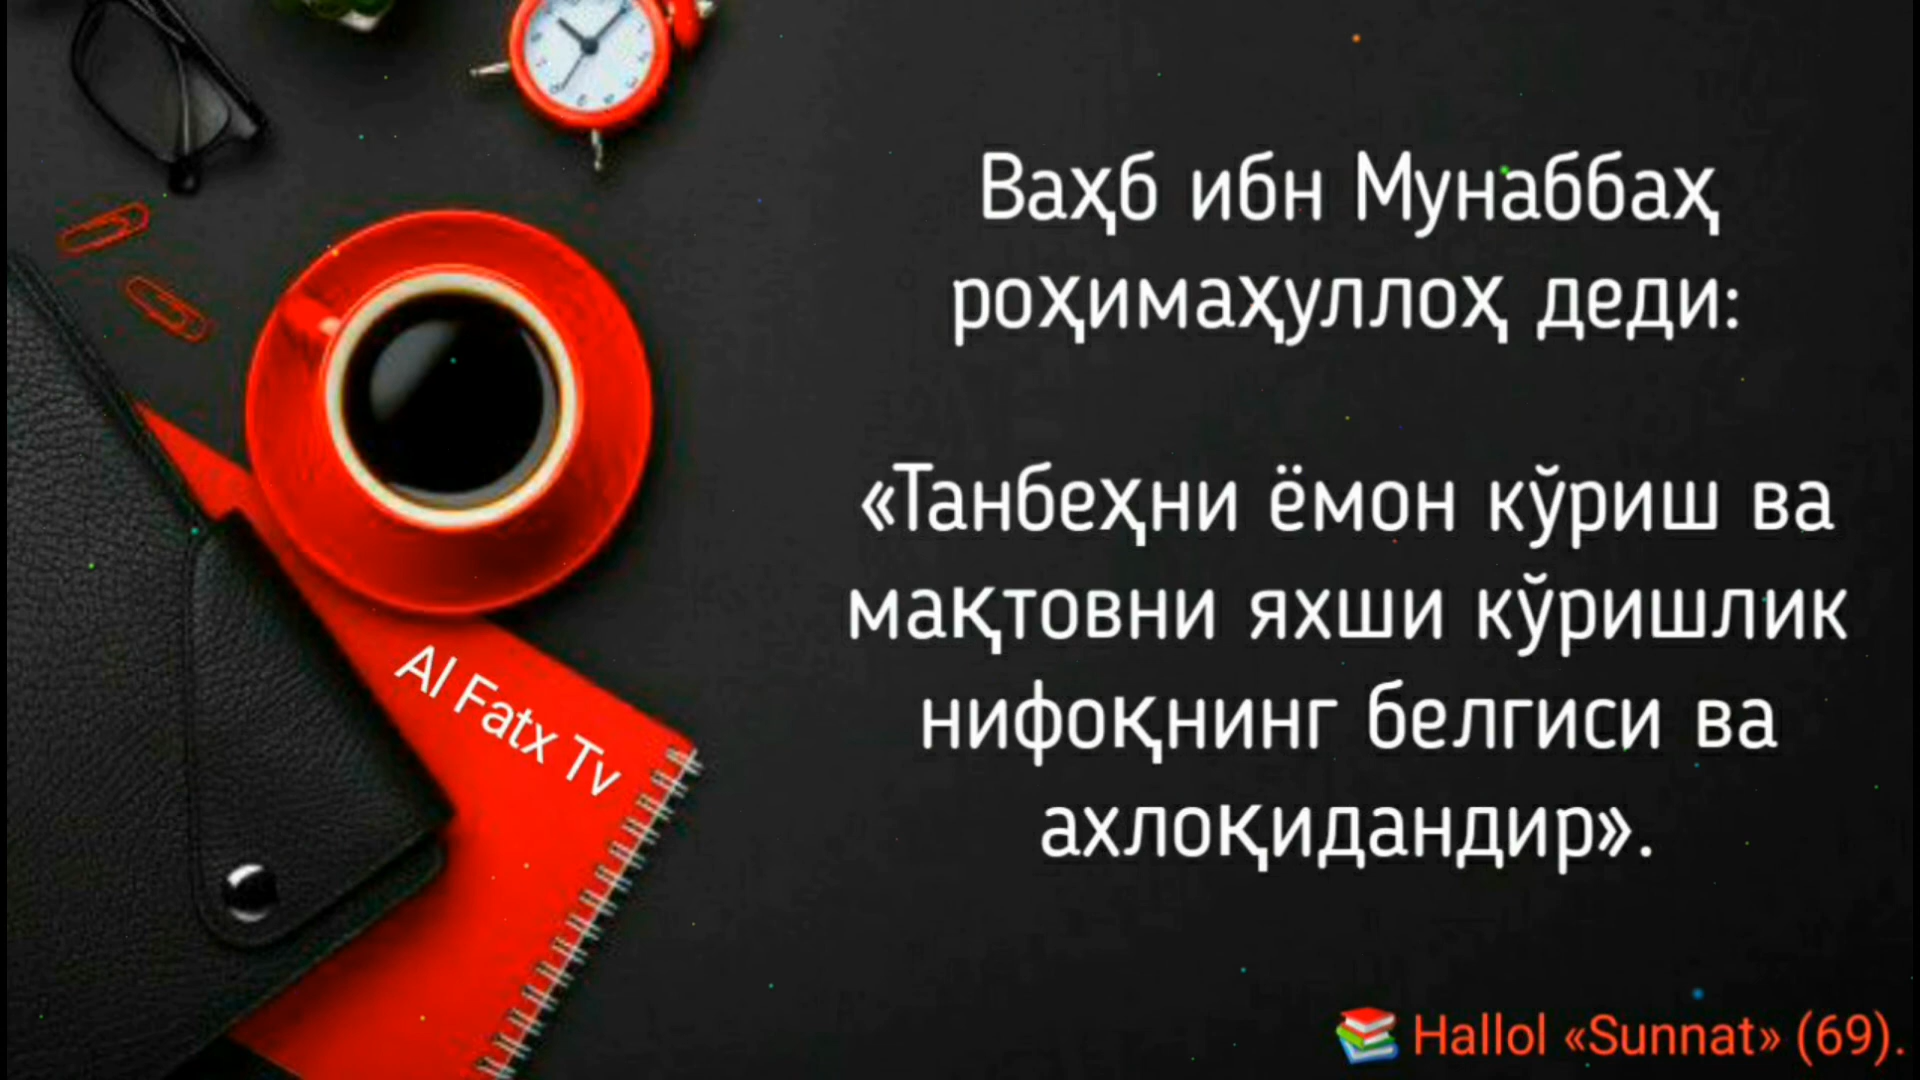 Ваҳб ибн Мунаббаҳ
роҳимаҳуллоҳ деди:
«Танбеҳни ёмон кўриш ва
мақтовни яхши кўришлик
нифоқнинг белгиси ва
ахлоқидандир».
Al Fatx Tv
Hallol «Sunnat» (69).